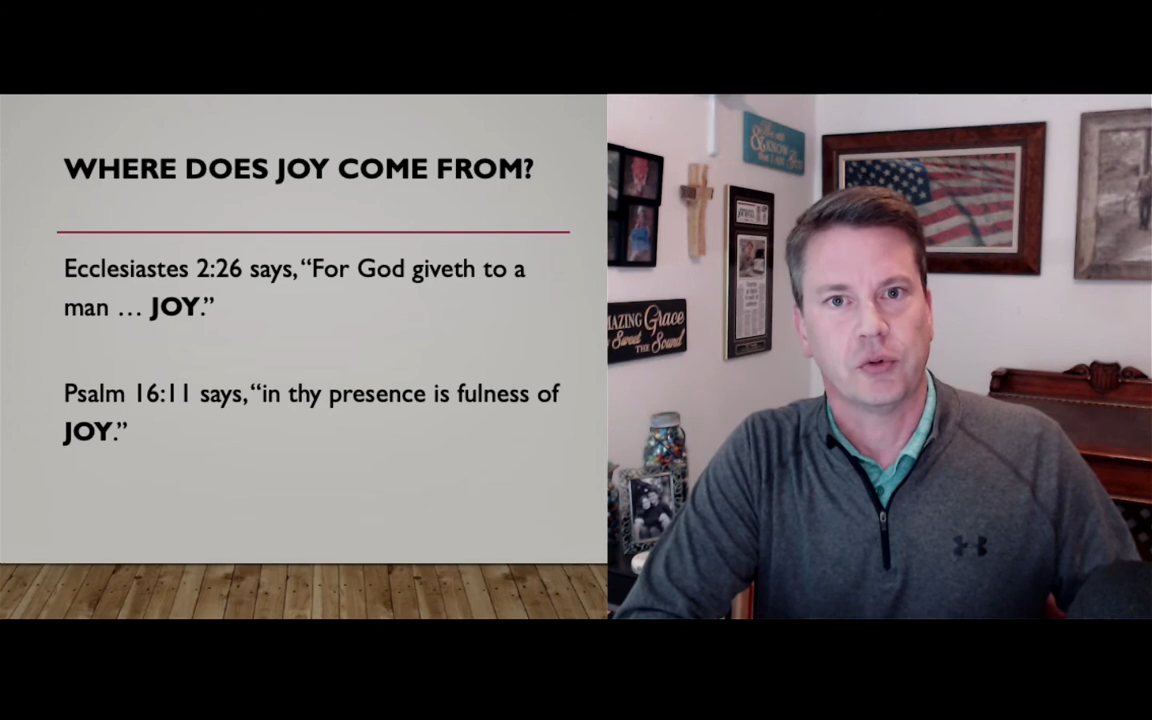 WHERE DOES JOY COME FROM?
Ecclesiastes 2:26 says, “For God giveth to a
man … JOY.”
Psalm 16:11 says, “in thy presence is fulness of
JOY.”
& KNOW
AMAZING Grace
Sweet THE Sound